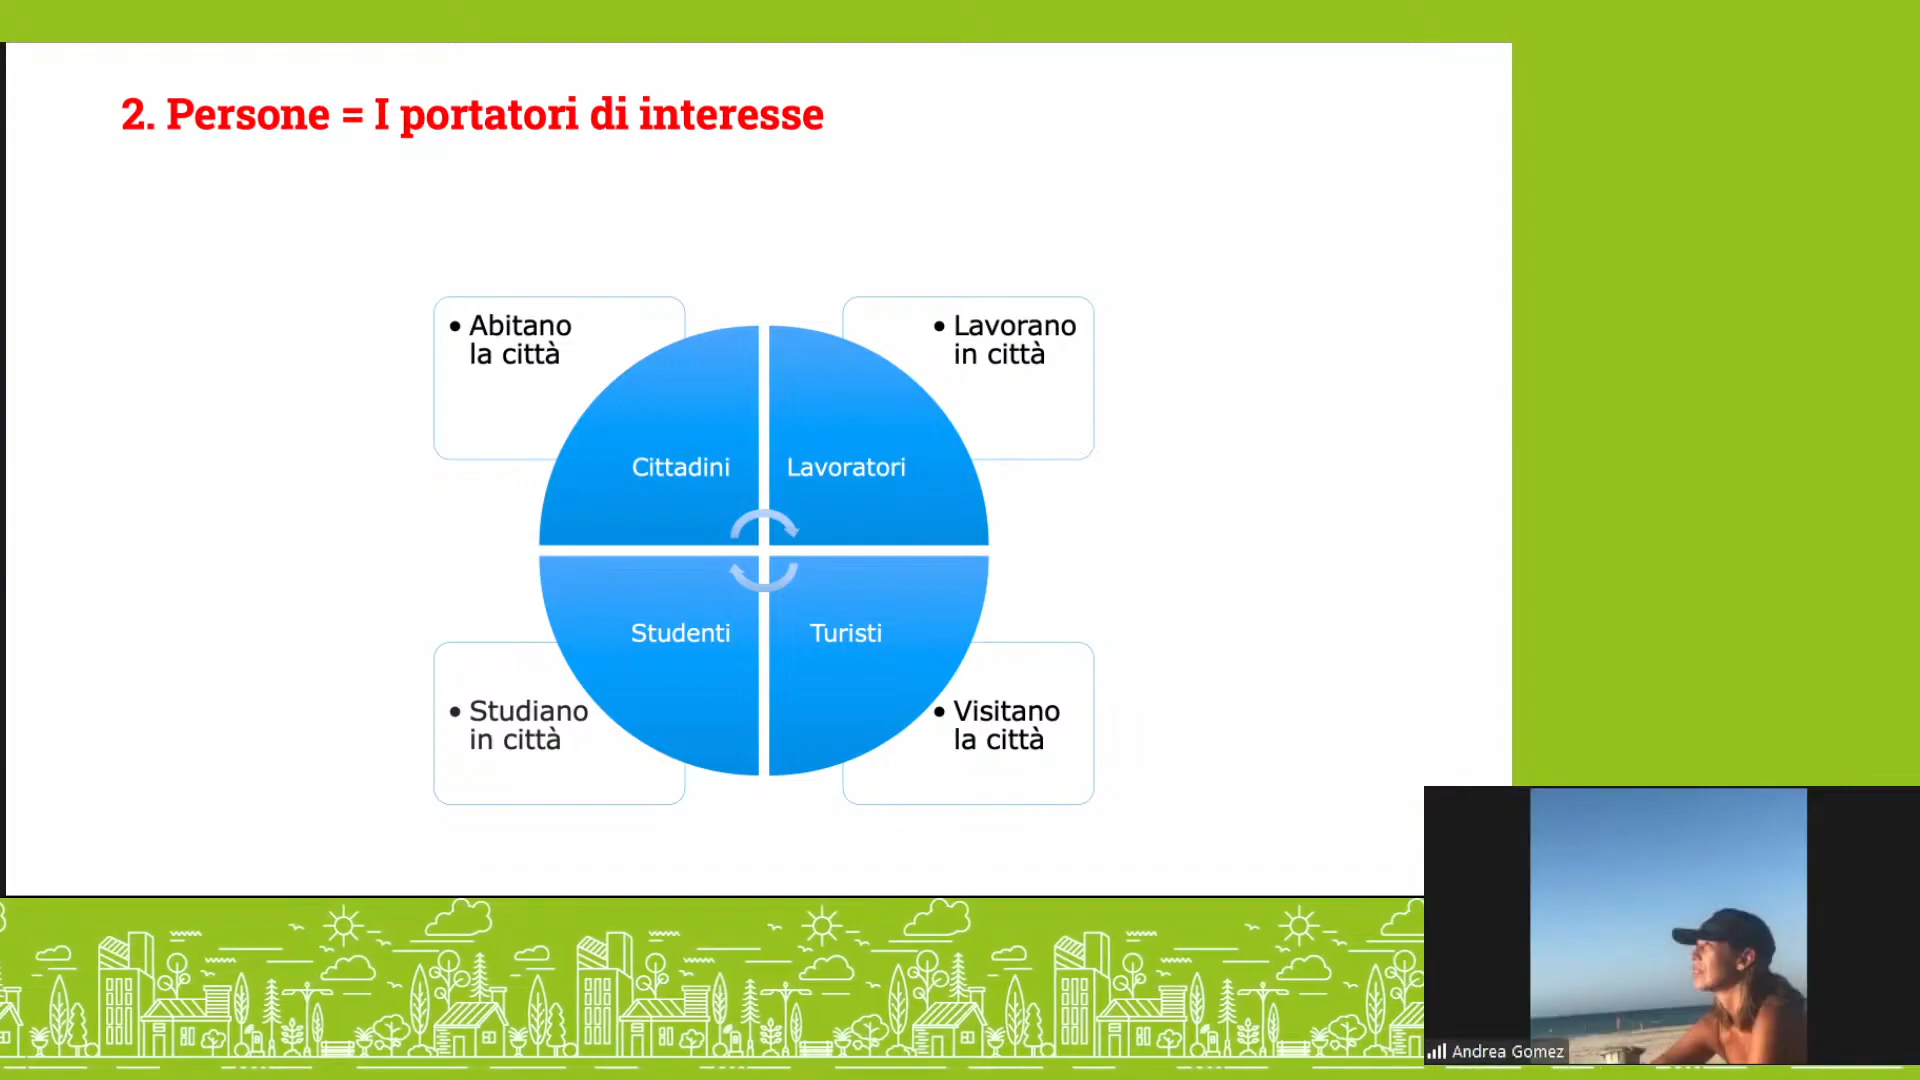 2. Persone = I portatori di interesse
• Abitano
la città
• Lavorano
in città
Cittadini
Lavoratori
Studenti
Turisti
• Studiano
in città
• Visitano
la città
Andrea Gomez